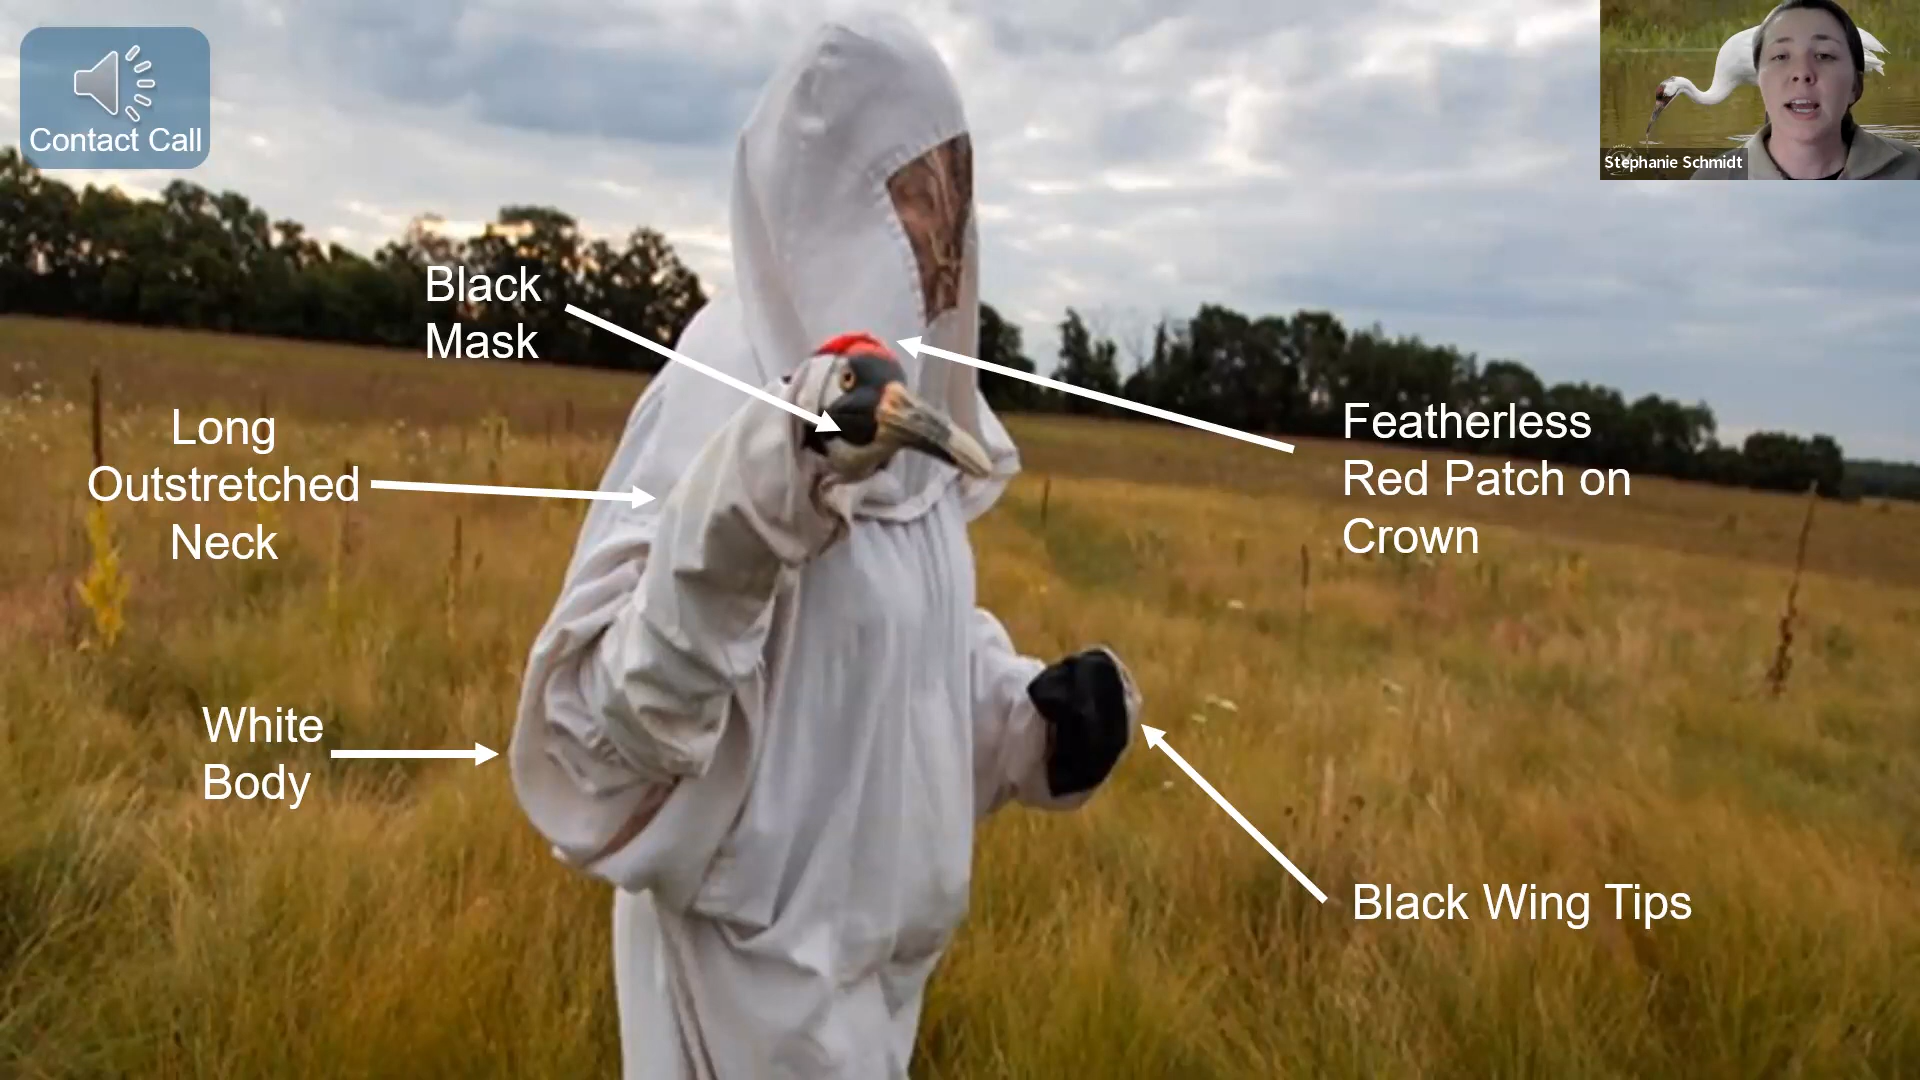 Contact Call
Stephanie Schmidt
Black
Mask
Long
Outstretched
Neck
Featherless
Red Patch on
Crown
White
Body
Black Wing Tips